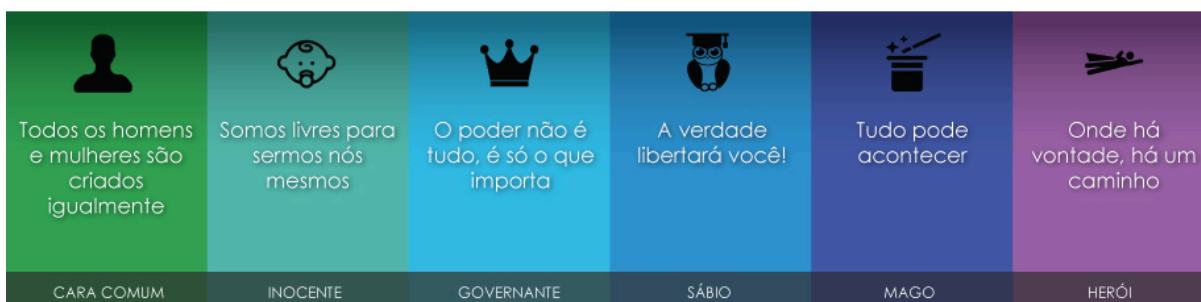 Todos os homens
e mulheres são
criados
igualmente
CARA COMUM
Somos livres para
sermos nós
mesmos
INOCENTE
O poder não é
tudo, é só o que
importa
GOVERNANTE
A verdade
libertará você!
SÁBIO
Tudo pode
acontecer
MAGO
Onde há
vontade, há um
caminho
HERÓI